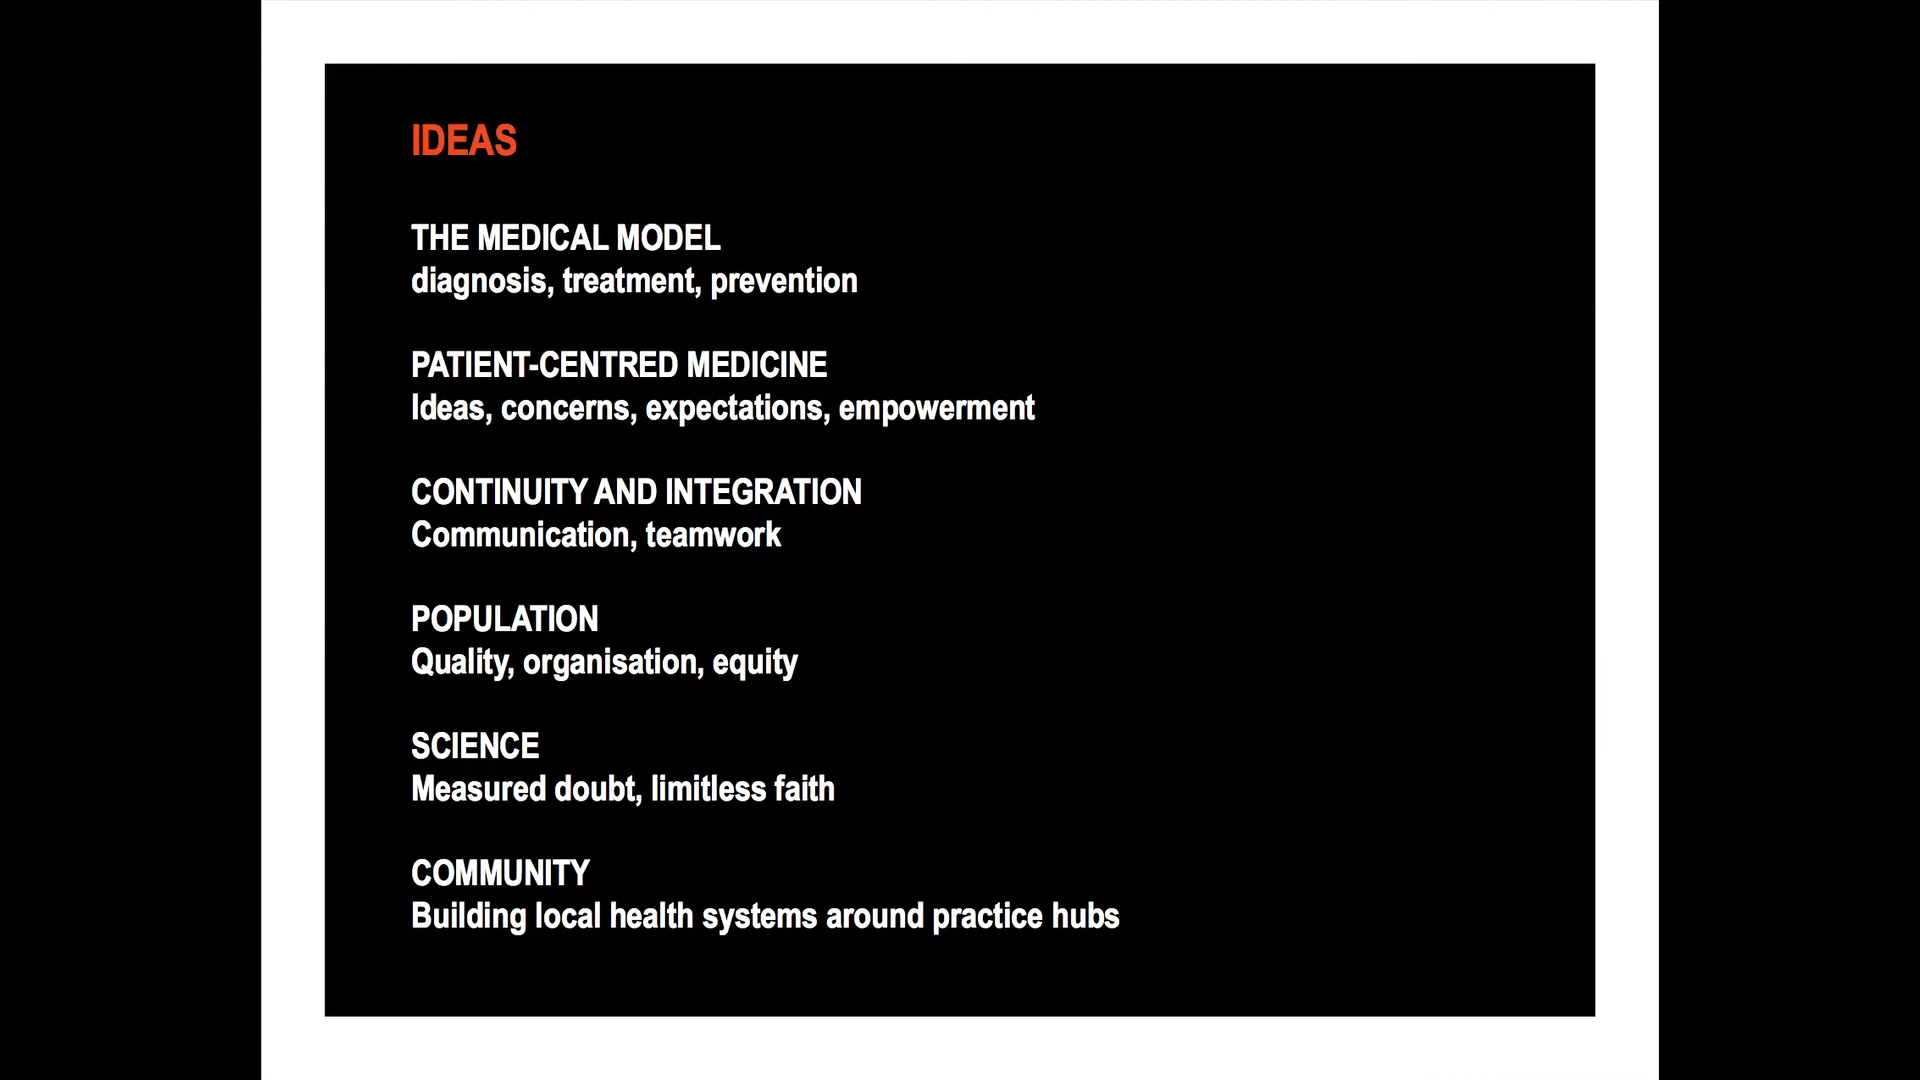 IDEAS
THE MEDICAL MODEL
diagnosis, treatment, prevention
PATIENT-CENTRED MEDICINE
Ideas, concerns, expectations, empowerment
CONTINUITY AND INTEGRATION
Communication, teamwork
POPULATION
Quality, organisation, equity
SCIENCE
Measured doubt, limitless faith
COMMUNITY
Building local health systems around practice hubs